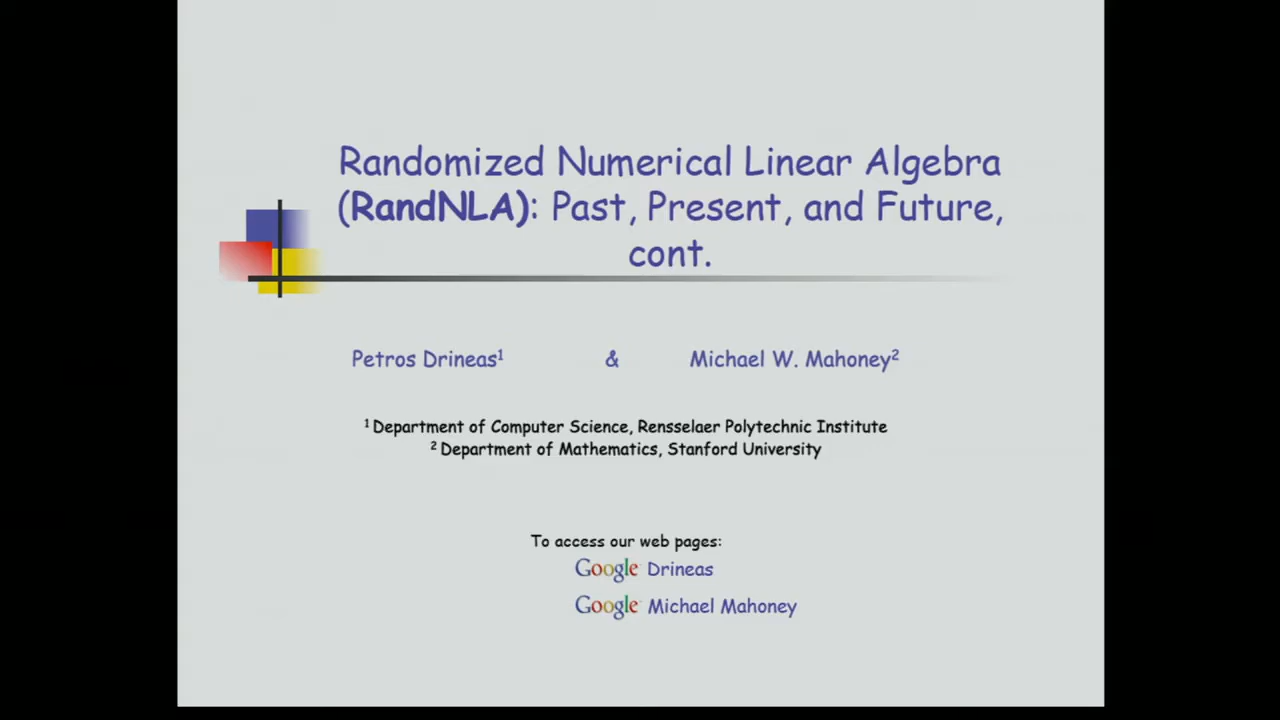 Randomized Numerical Linear Algebra
(RandNLA): Past, Present, and Future,
cont.
Petros Drineas¹ & Michael W. Mahoney²
¹ Department of Computer Science, Rensselaer Polytechnic Institute
² Department of Mathematics, Stanford University
To access our web pages:
Google Drineas
Google Michael Mahoney